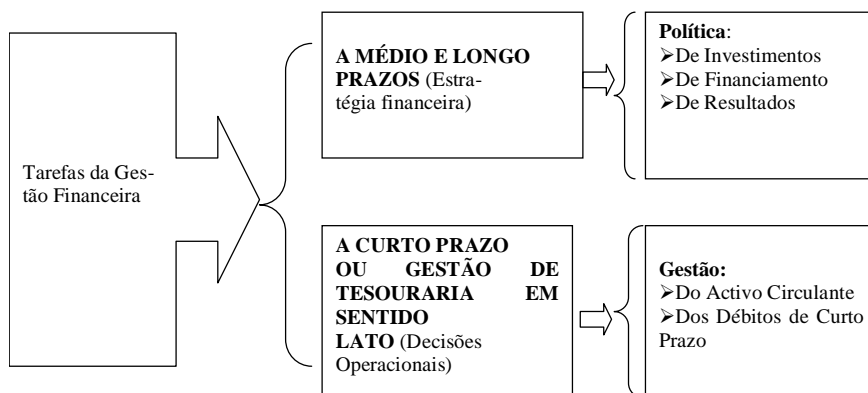 Tarefas da Ges-
tão Financeira
A MÉDIO E LONGO
PRAZOS (Estra-
tégia financeira)
Política:
➤De Investimentos
➤De Financiamento
➤De Resultados
A CURTO PRAZO
OU GESTÃO DE
TESOURARIA EM
SENTIDO
LATO (Decisões
Operacionais)
Gestão:
➤Do Activo Circulante
➤Dos Débitos de Curto
Prazo